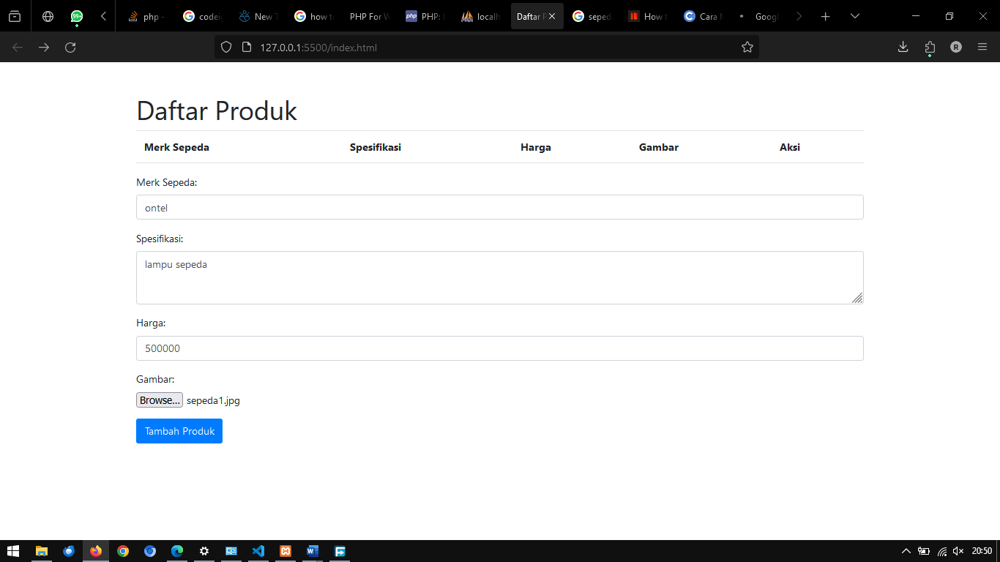 99+
php -
codei
New T
how t
PHP For W
php PHP:
localh
Daftar P
seped
How t
C Cara
Goog
127.0.0.1:5500/index.html
R
Daftar Produk
Merk Sepeda Spesifikasi Harga Gambar Aksi
Merk Sepeda:
ontel
Spesifikasi:
lampu sepeda
Harga:
500000
Gambar:
Browse... sepeda1.jpg
Tambah Produk
20:50